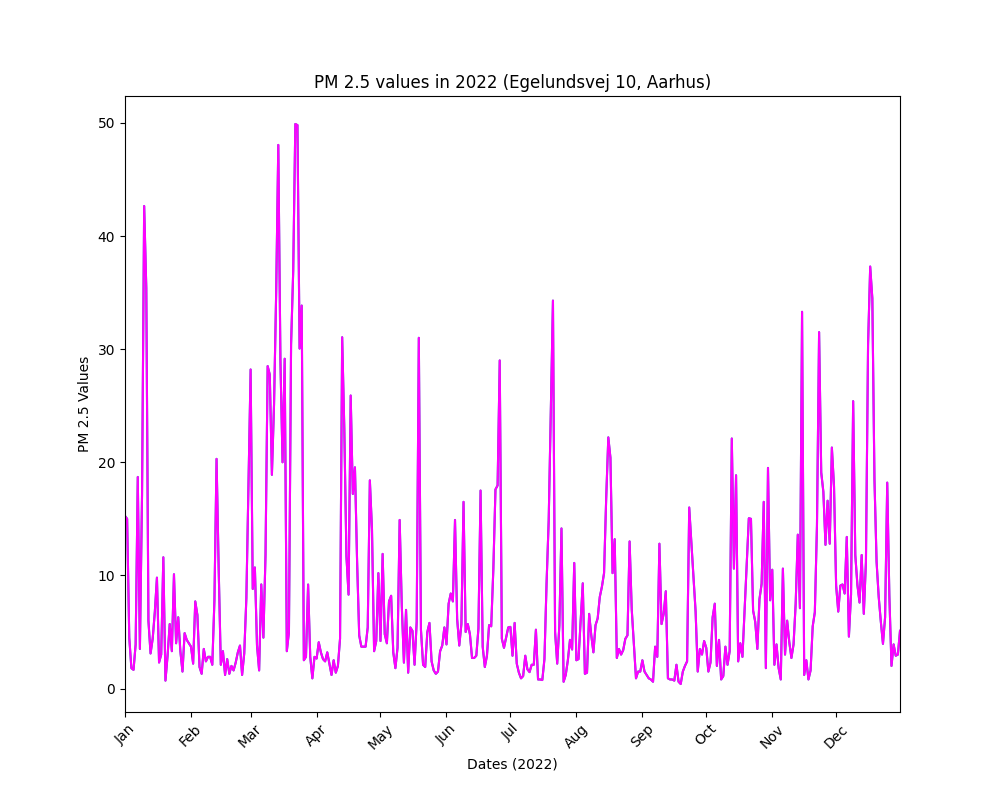 PM 2.5 values in 2022 (Egelundsvej 10, Aarhus)
50
40
30
20
10
0
PM 2.5 Values
Jan Feb Mar Apr May Jun Jul Aug Sep Oct Nov Dec
Dates (2022)